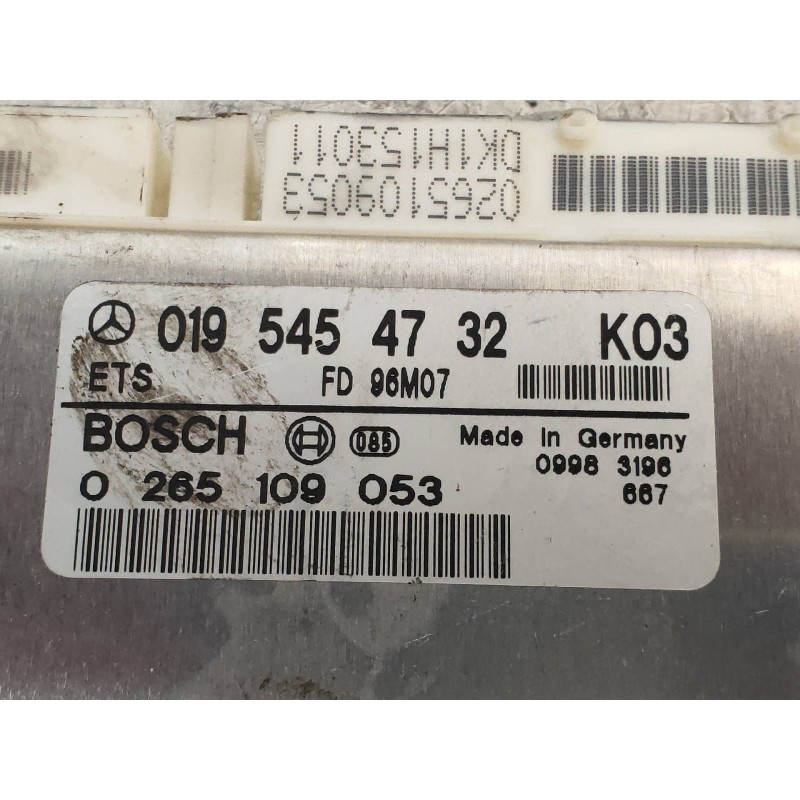 0265109053
DK1H153011
019 545 47 32 K03
ETS FD 96M07
BOSCH 085 Made in Germany
0 265 109 053 0998 3196
667